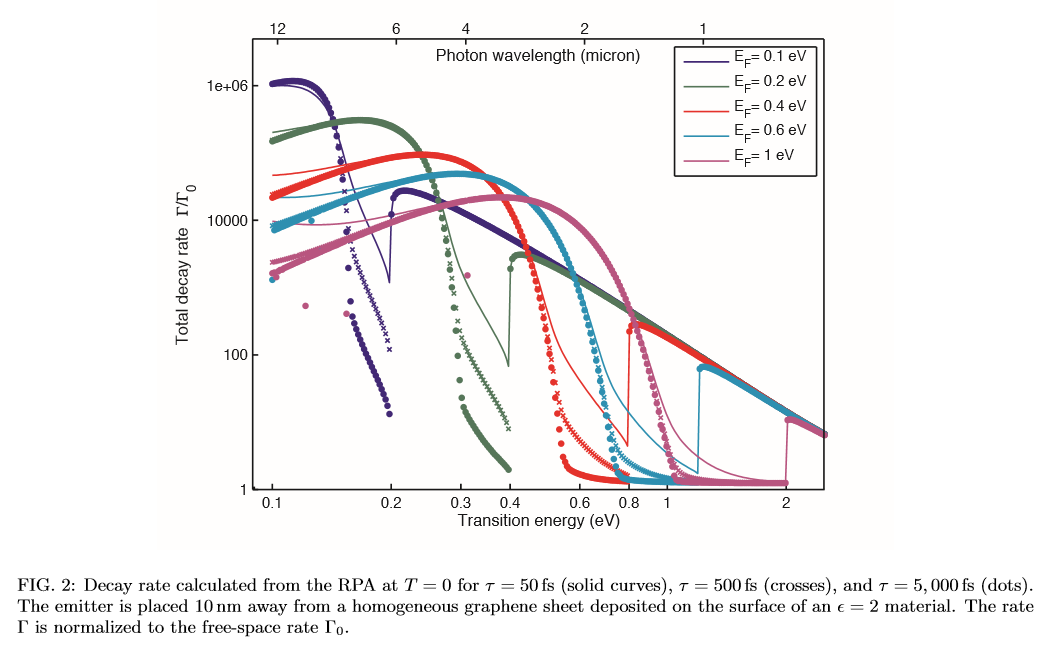 12 6 4 2 1
Photon wavelength (micron)
E_F= 0.1 eV
E_F= 0.2 eV
E_F= 0.4 eV
E_F= 0.6 eV
E_F= 1 eV
1e+06
10000
100
1
Total decay rate Γ/Γ_0
0.1 0.2 0.3 0.4 0.6 0.8 1 2
Transition energy (eV)
FIG. 2: Decay rate calculated from the RPA at T = 0 for τ = 50 fs (solid curves), τ = 500 fs (crosses), and τ = 5, 000 fs (dots).
The emitter is placed 10 nm away from a homogeneous graphene sheet deposited on the surface of an ϵ = 2 material. The rate
Γ is normalized to the free-space rate Γ_0.